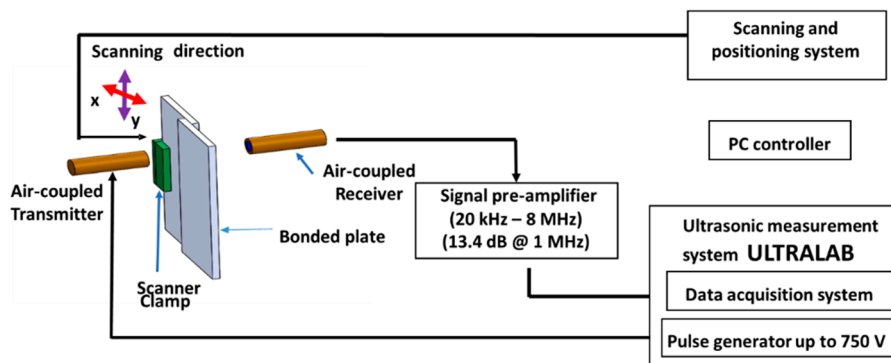 Scanning direction
x
y
Air-coupled
Transmitter
Scanner
Clamp
Bonded plate
Air-coupled
Receiver
Signal pre-amplifier
(20 kHz – 8 MHz)
(13.4 dB @ 1 MHz)
Scanning and
positioning system
PC controller
Ultrasonic measurement
system ULTRALAB
Data acquisition system
Pulse generator up to 750 V